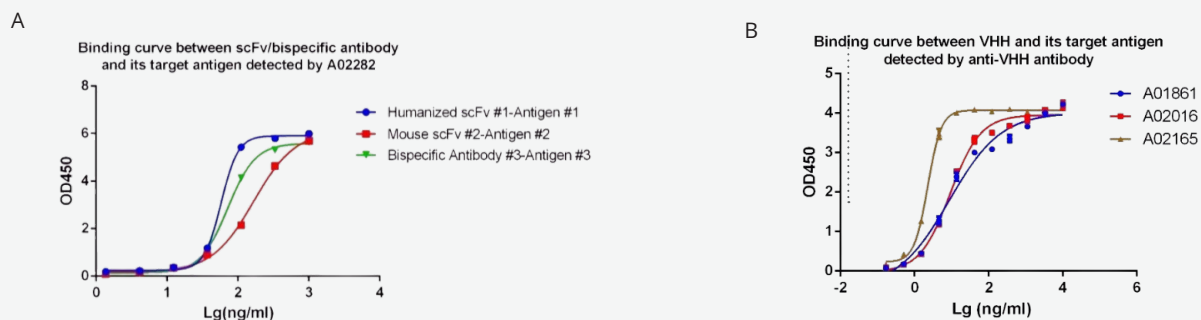 A
Binding curve between scFv/bispecific antibody
and its target antigen detected by A02282
8
6
4
2
0
OD450
0
1
2
3
4
Lg(ng/ml)
Humanized scFv #1-Antigen #1
Mouse scFv #2-Antigen #2
Bispecific Antibody #3-Antigen #3
B
Binding curve between VHH and its target antigen
detected by anti-VHH antibody
5
4
3
2
1
0
OD450
-2
0
2
4
6
Lg (ng/ml)
A01861
A02016
A02165